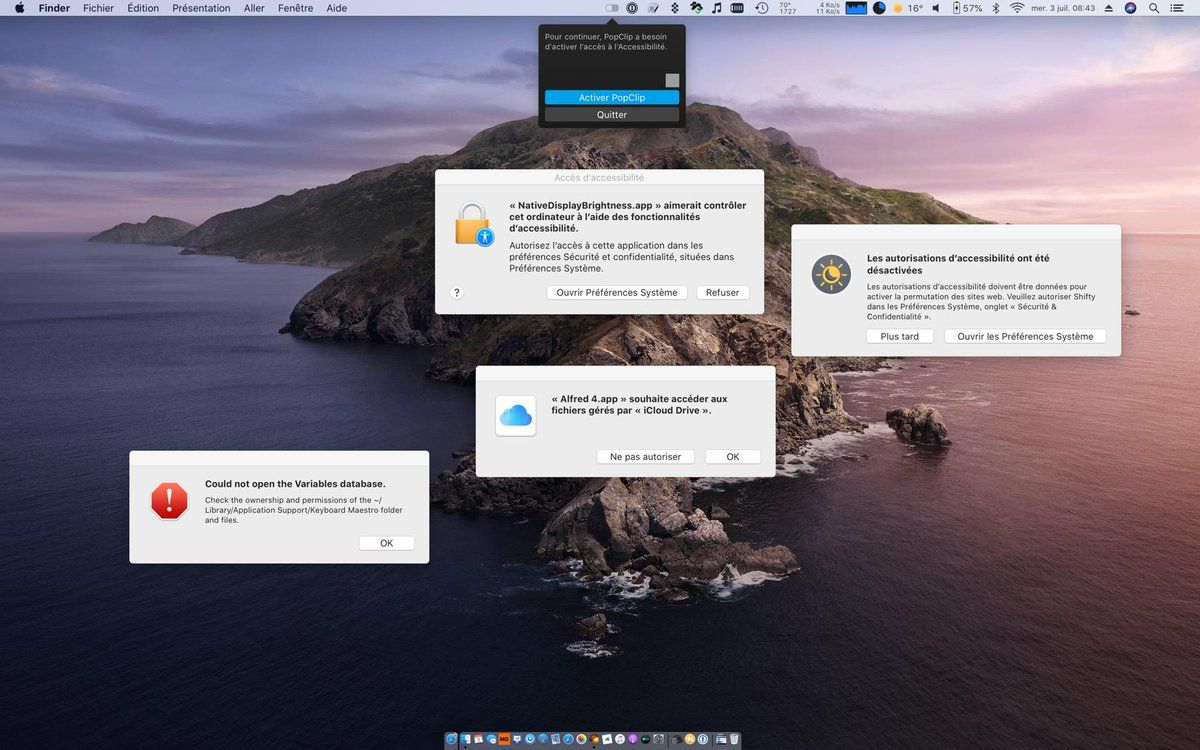 Finder Fichier Édition Présentation Aller Fenêtre Aide
70° 4 Ko/s 16° 57% mer. 3 juil. 08:43
1727 11 Ko/s
Pour continuer, PopClip a besoin
d'activer l'accès à l'Accessibilité.
Activer PopClip
Quitter
Accès d'accessibilité
« NativeDisplayBrightness.app » aimerait contrôler
cet ordinateur à l'aide des fonctionnalités
d'accessibilité.
Autorisez l'accès à cette application dans les
préférences Sécurité et confidentialité, situées dans
Préférences Système.
?
Ouvrir Préférences Système
Refuser
Les autorisations d'accessibilité ont été
désactivées
Les autorisations d'accessibilité doivent être données pour
activer la permutation des sites web. Veuillez autoriser Shifty
dans les Préférences Système, onglet « Sécurité &
Confidentialité ».
Plus tard
Ouvrir les Préférences Système
« Alfred 4.app » souhaite accéder aux
fichiers gérés par « iCloud Drive ».
Ne pas autoriser
OK
Could not open the Variables database.
Check the ownership and permissions of the ~/
Library/Application Support/Keyboard Maestro folder
and files.
OK